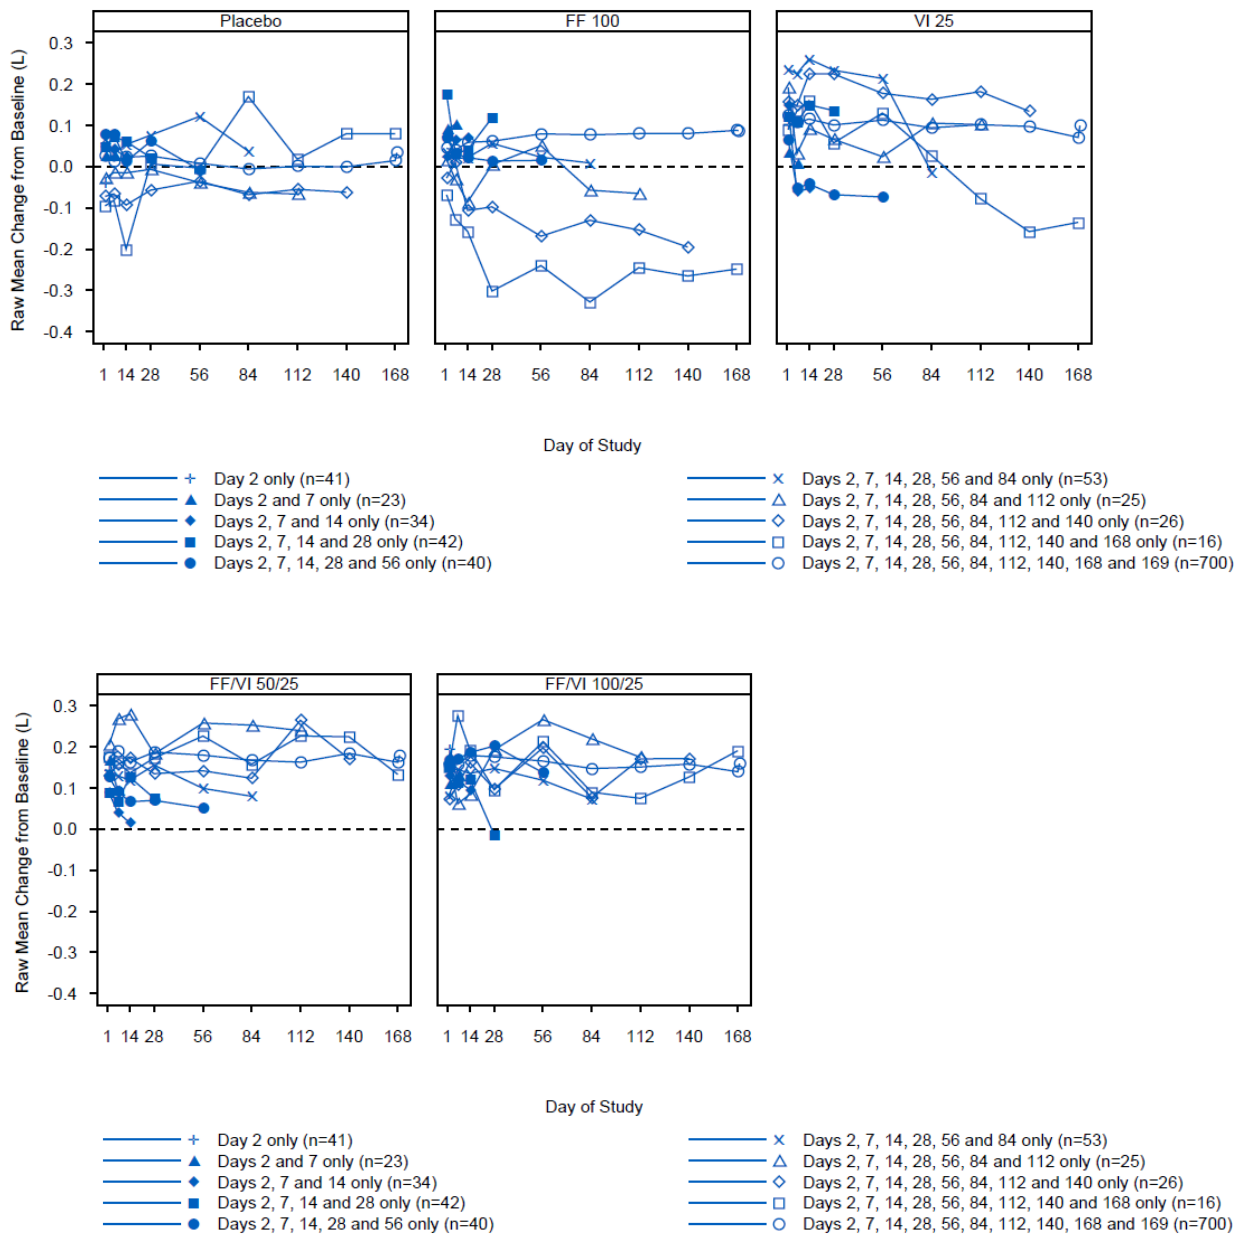 Placebo FF 100 VI 25
Raw Mean Change from Baseline (L)
0.3
0.2
0.1
0.0
-0.1
-0.2
-0.3
-0.4
1 14 28 56 84 112 140 168 1 14 28 56 84 112 140 168 1 14 28 56 84 112 140 168
Day of Study
Day 2 only (n=41)
Days 2 and 7 only (n=23)
Days 2, 7 and 14 only (n=34)
Days 2, 7, 14 and 28 only (n=42)
Days 2, 7, 14, 28 and 56 only (n=40)
Days 2, 7, 14, 28, 56 and 84 only (n=53)
Days 2, 7, 14, 28, 56, 84 and 112 only (n=25)
Days 2, 7, 14, 28, 56, 84, 112 and 140 only (n=26)
Days 2, 7, 14, 28, 56, 84, 112, 140 and 168 only (n=16)
Days 2, 7, 14, 28, 56, 84, 112, 140, 168 and 169 (n=700)
FF/VI 50/25 FF/VI 100/25
Raw Mean Change from Baseline (L)
0.3
0.2
0.1
0.0
-0.1
-0.2
-0.3
-0.4
1 14 28 56 84 112 140 168 1 14 28 56 84 112 140 168
Day of Study
Day 2 only (n=41)
Days 2 and 7 only (n=23)
Days 2, 7 and 14 only (n=34)
Days 2, 7, 14 and 28 only (n=42)
Days 2, 7, 14, 28 and 56 only (n=40)
Days 2, 7, 14, 28, 56 and 84 only (n=53)
Days 2, 7, 14, 28, 56, 84 and 112 only (n=25)
Days 2, 7, 14, 28, 56, 84, 112 and 140 only (n=26)
Days 2, 7, 14, 28, 56, 84, 112, 140 and 168 only (n=16)
Days 2, 7, 14, 28, 56, 84, 112, 140, 168 and 169 (n=700)